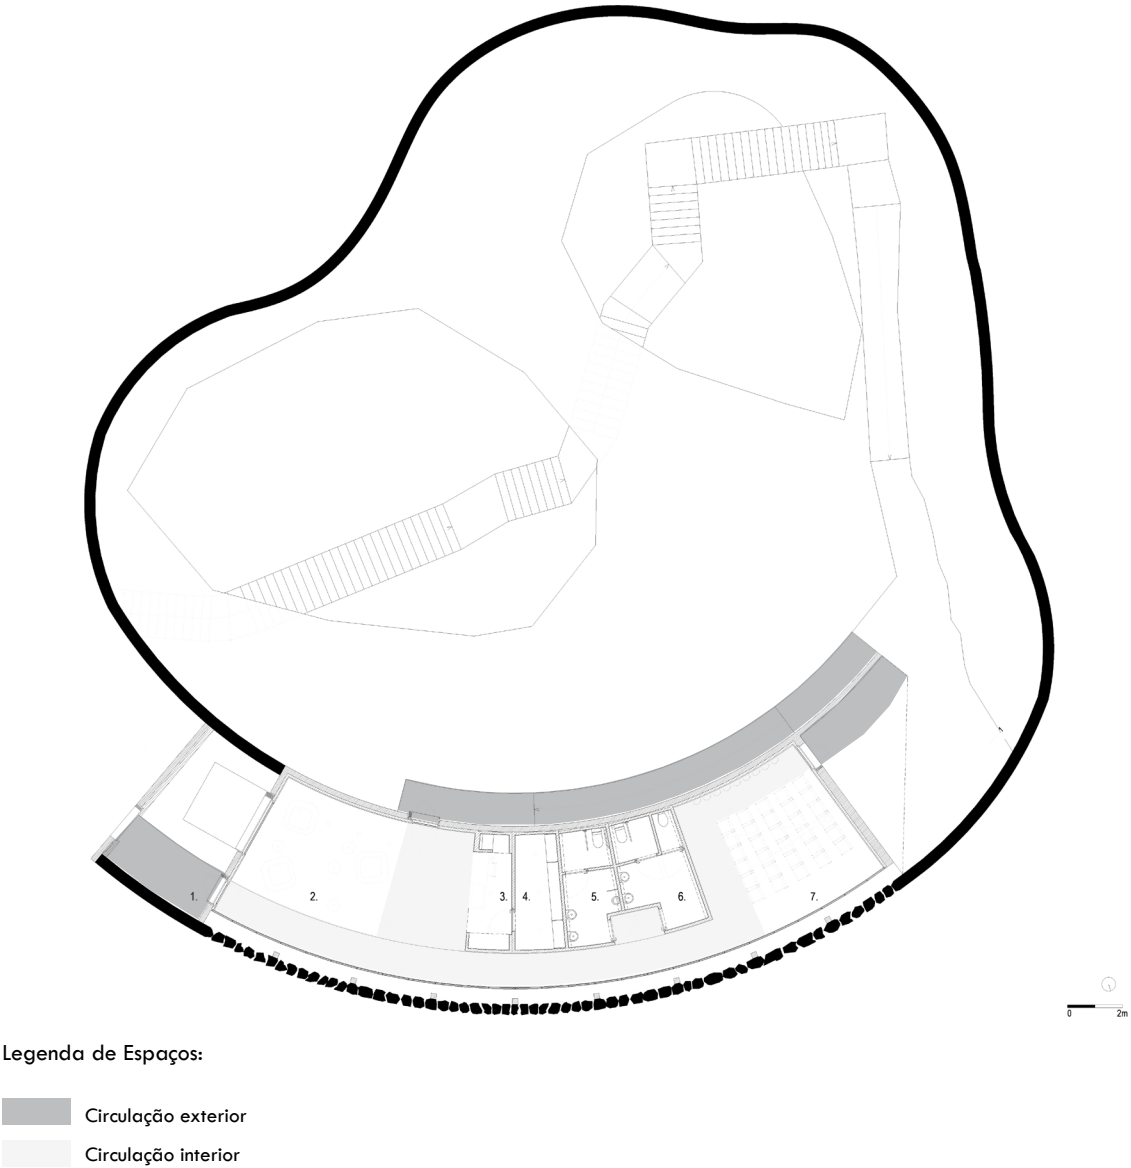 1.
2.
3.
4.
5.
6.
7.
0 2m
Legenda de Espaços:
Circulação exterior
Circulação interior